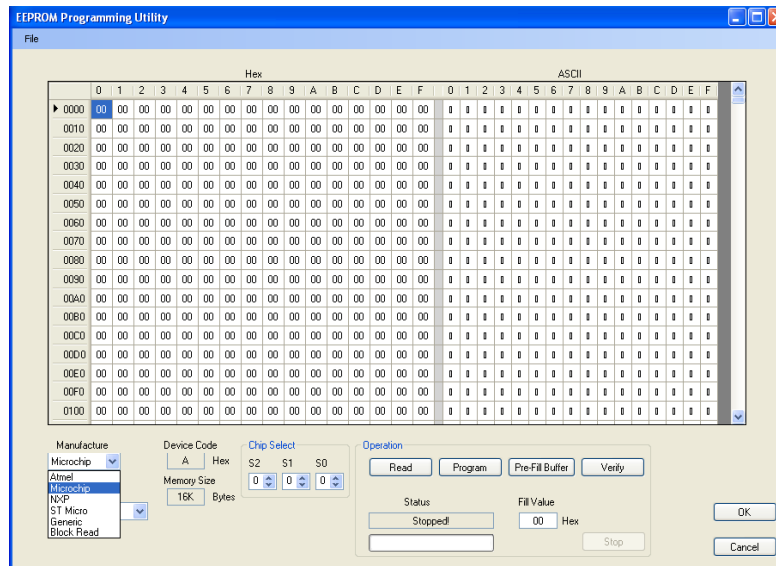 EEPROM Programming Utility
File
Hex ASCII
0 1 2 3 4 5 6 7 8 9 A B C D E F 0 1 2 3 4 5 6 7 8 9 A B C D E F
0000 00 00 00 00 00 00 00 00 00 00 00 00 00 00 00 00
0010 00 00 00 00 00 00 00 00 00 00 00 00 00 00 00 00
0020 00 00 00 00 00 00 00 00 00 00 00 00 00 00 00 00
0030 00 00 00 00 00 00 00 00 00 00 00 00 00 00 00 00
0040 00 00 00 00 00 00 00 00 00 00 00 00 00 00 00 00
0050 00 00 00 00 00 00 00 00 00 00 00 00 00 00 00 00
0060 00 00 00 00 00 00 00 00 00 00 00 00 00 00 00 00
0070 00 00 00 00 00 00 00 00 00 00 00 00 00 00 00 00
0080 00 00 00 00 00 00 00 00 00 00 00 00 00 00 00 00
0090 00 00 00 00 00 00 00 00 00 00 00 00 00 00 00 00
00A0 00 00 00 00 00 00 00 00 00 00 00 00 00 00 00 00
00B0 00 00 00 00 00 00 00 00 00 00 00 00 00 00 00 00
00C0 00 00 00 00 00 00 00 00 00 00 00 00 00 00 00 00
00D0 00 00 00 00 00 00 00 00 00 00 00 00 00 00 00 00
00E0 00 00 00 00 00 00 00 00 00 00 00 00 00 00 00 00
00F0 00 00 00 00 00 00 00 00 00 00 00 00 00 00 00 00
0100 00 00 00 00 00 00 00 00 00 00 00 00 00 00 00 00
Manufacture Device Code Chip Select Operation
Microchip A Hex S2 S1 S0 Read Program Pre-Fill Buffer Verify
Atmel
Microchip Memory Size 0 0 0
NXP 16K Bytes
ST Micro Status Fill Value
Generic Stopped! 00 Hex OK
Block Read
Stop Cancel